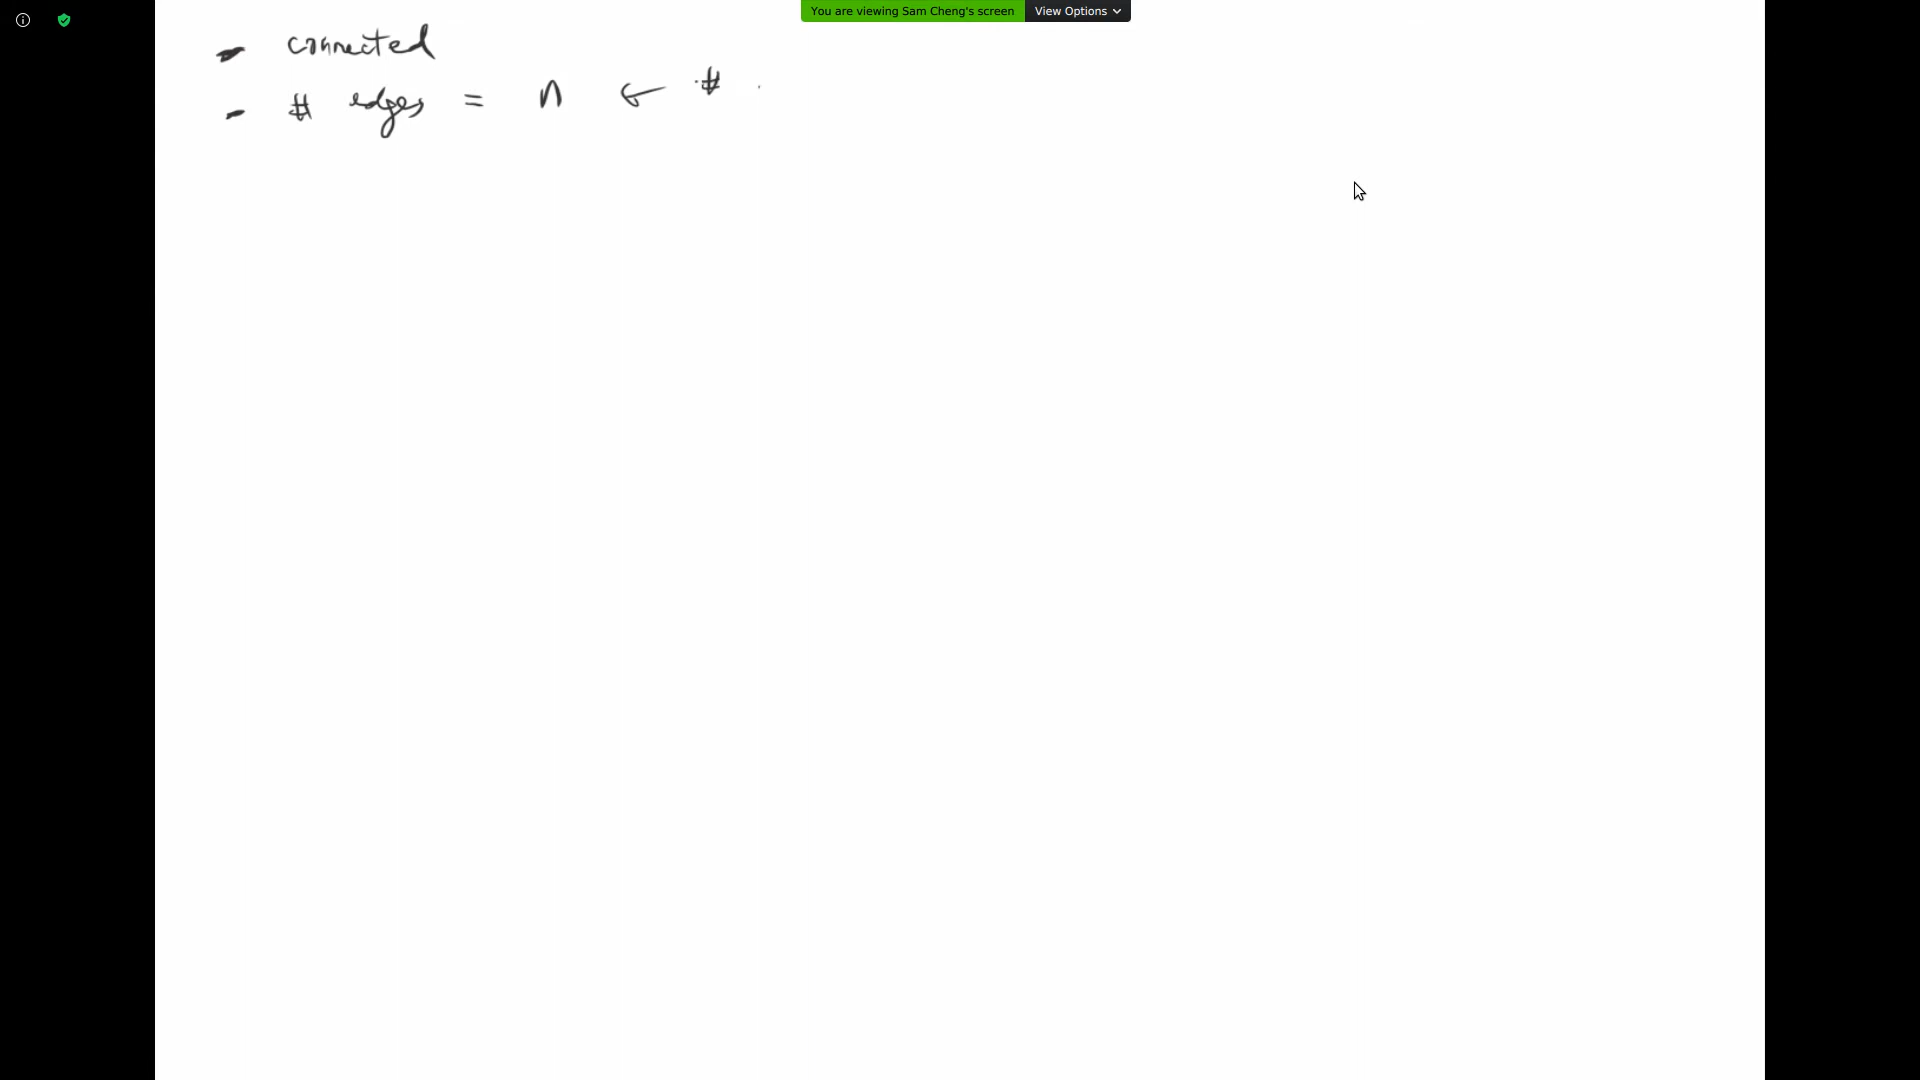 You are viewing Sam Cheng's screen View Options
- connected
- # edges = n ← #